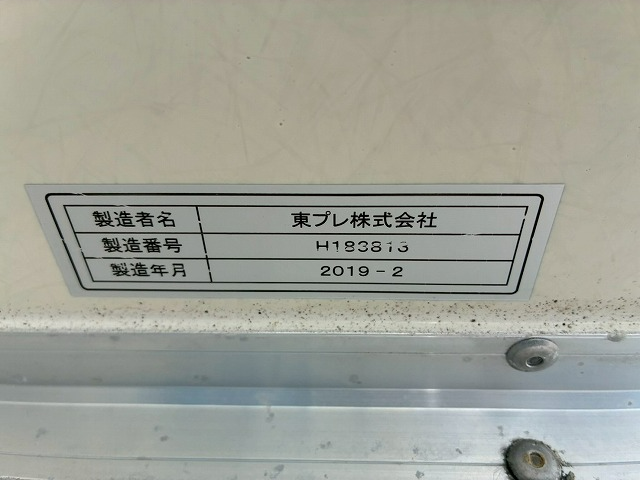 製造者名 東プレ株式会社
製造番号 H183813
製造年月 2019-2